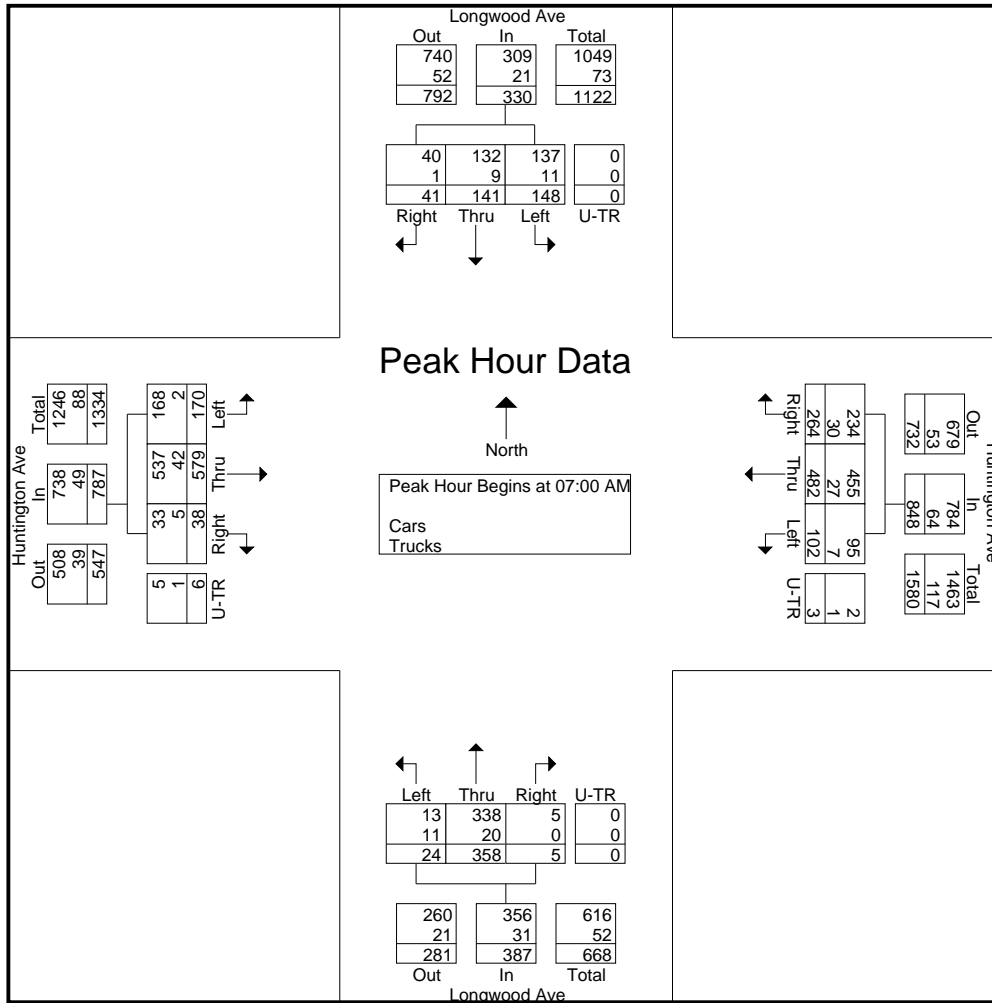 Longwood Ave
Out In Total
740 309 1049
52 21 73
792 330 1122
40 132 137 0
1 9 11 0
41 141 148 0
Right Thru Left U-TR
Peak Hour Data
North
Peak Hour Begins at 07:00 AM
Cars
Trucks
Huntington Ave
Out In Total
508 738 1246
39 49 88
547 787 1334
U-TR Right Thru Left
5 33 537 168
1 5 42 2
6 38 579 170
Huntington Ave
Out In Total
679 784 1463
53 64 117
732 848 1580
234 455 95 2
30 27 7 1
264 482 102 3
Right Thru Left U-TR
Left Thru Right U-TR
13 338 5 0
11 20 0 0
24 358 5 0
260 356 616
21 31 52
281 387 668
Out In Total
Longwood Ave